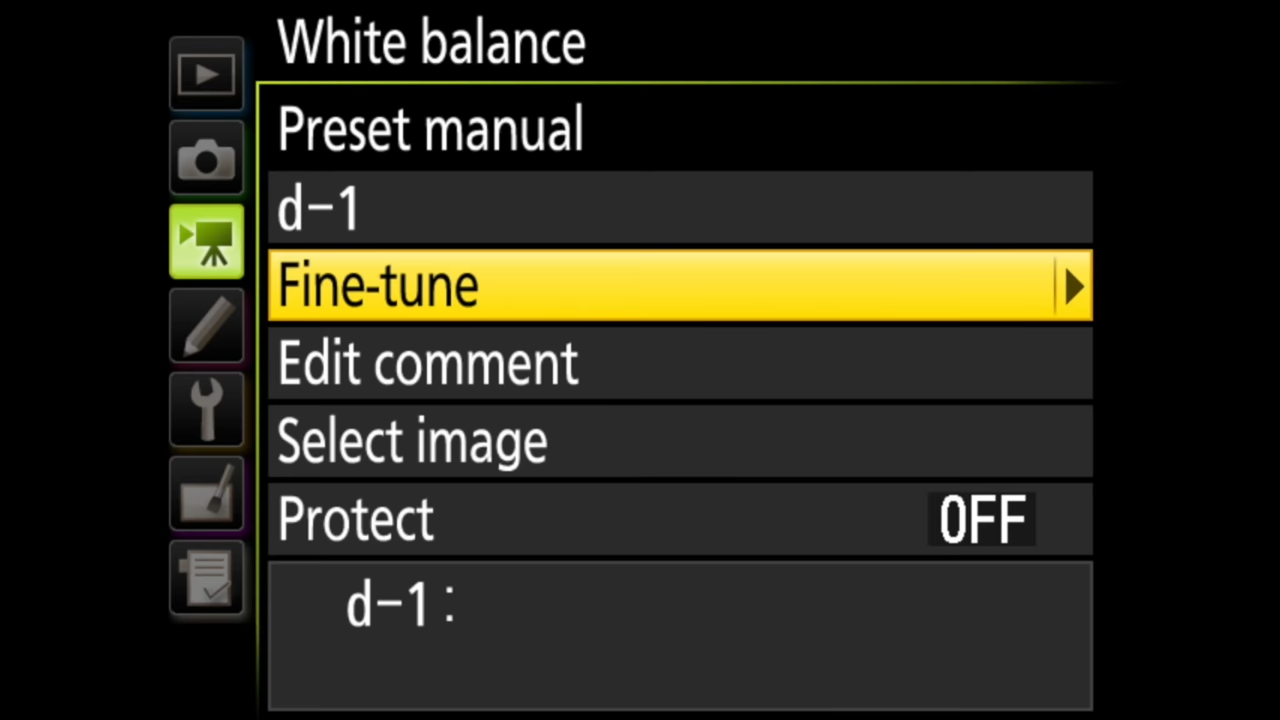 White balance
Preset manual
d-1
Fine-tune
Edit comment
Select image
Protect OFF
d-1 :